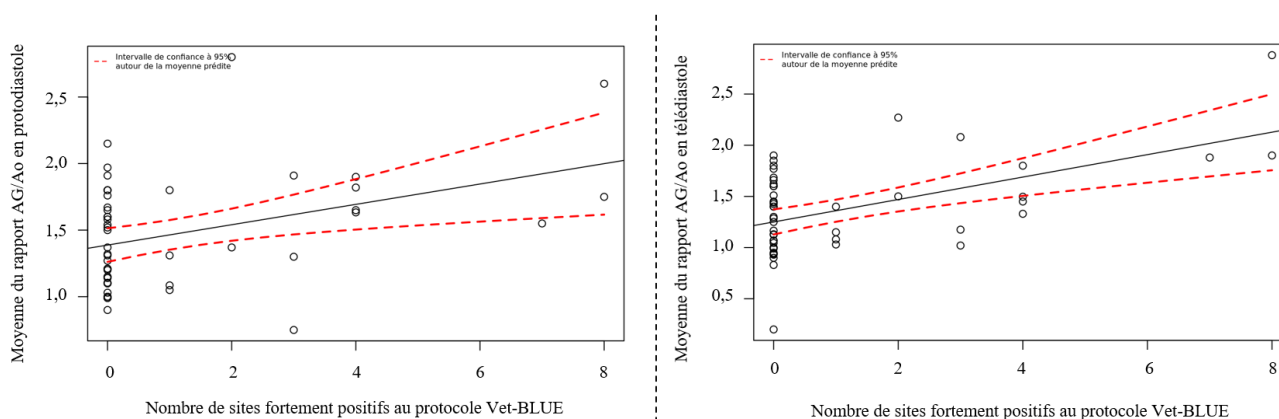 Moyenne du rapport AG/Ao en protodiastole
Intervalle de confiance à 95%
autour de la moyenne prédite
2,5
2,0
1,5
1,0
0
2
4
6
8
Nombre de sites fortement positifs au protocole Vet-BLUE
Moyenne du rapport AG/Ao en télédiastole
Intervalle de confiance à 95%
autour de la moyenne prédite
2,5
2,0
1,5
1,0
0,5
0
2
4
6
8
Nombre de sites fortement positifs au protocole Vet-BLUE